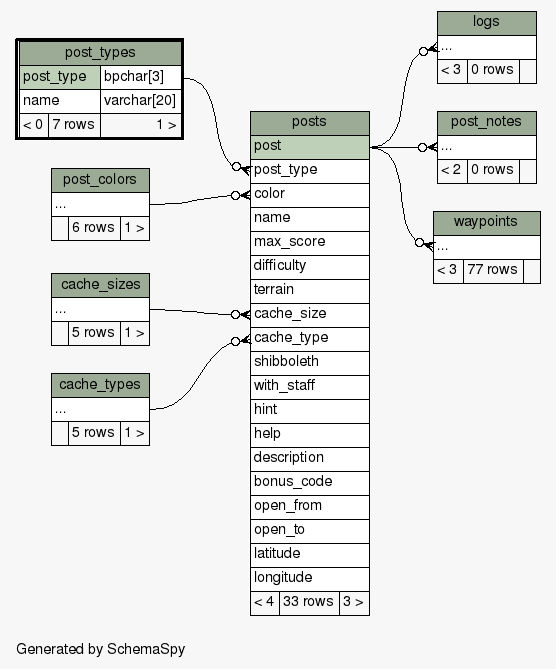 post_types
post_type bpchar[3]
name varchar[20]
< 0 7 rows 1 >
post_colors
...
6 rows 1 >
cache_sizes
...
5 rows 1 >
cache_types
...
5 rows 1 >
posts
post
post_type
color
name
max_score
difficulty
terrain
cache_size
cache_type
shibboleth
with_staff
hint
help
description
bonus_code
open_from
open_to
latitude
longitude
< 4 33 rows 3 >
logs
...
< 3 0 rows
post_notes
...
< 2 0 rows
waypoints
...
< 3 77 rows
Generated by SchemaSpy